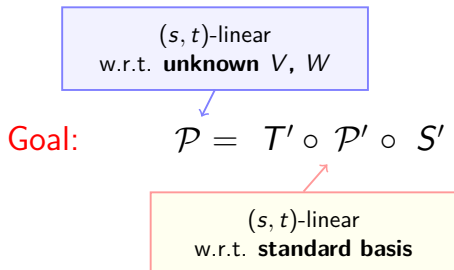 (s, t)-linear
w.r.t. unknown V, W
Goal: 𝒫 = T′ ∘ 𝒫′ ∘ S′
(s, t)-linear
w.r.t. standard basis